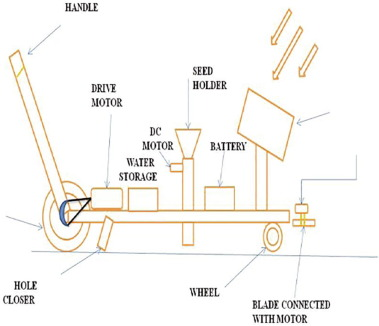 HANDLE
DRIVE
MOTOR
SEED
HOLDER
DC
MOTOR
BATTERY
WATER
STORAGE
HOLE
CLOSER
WHEEL
BLADE CONNECTED
WITH MOTOR